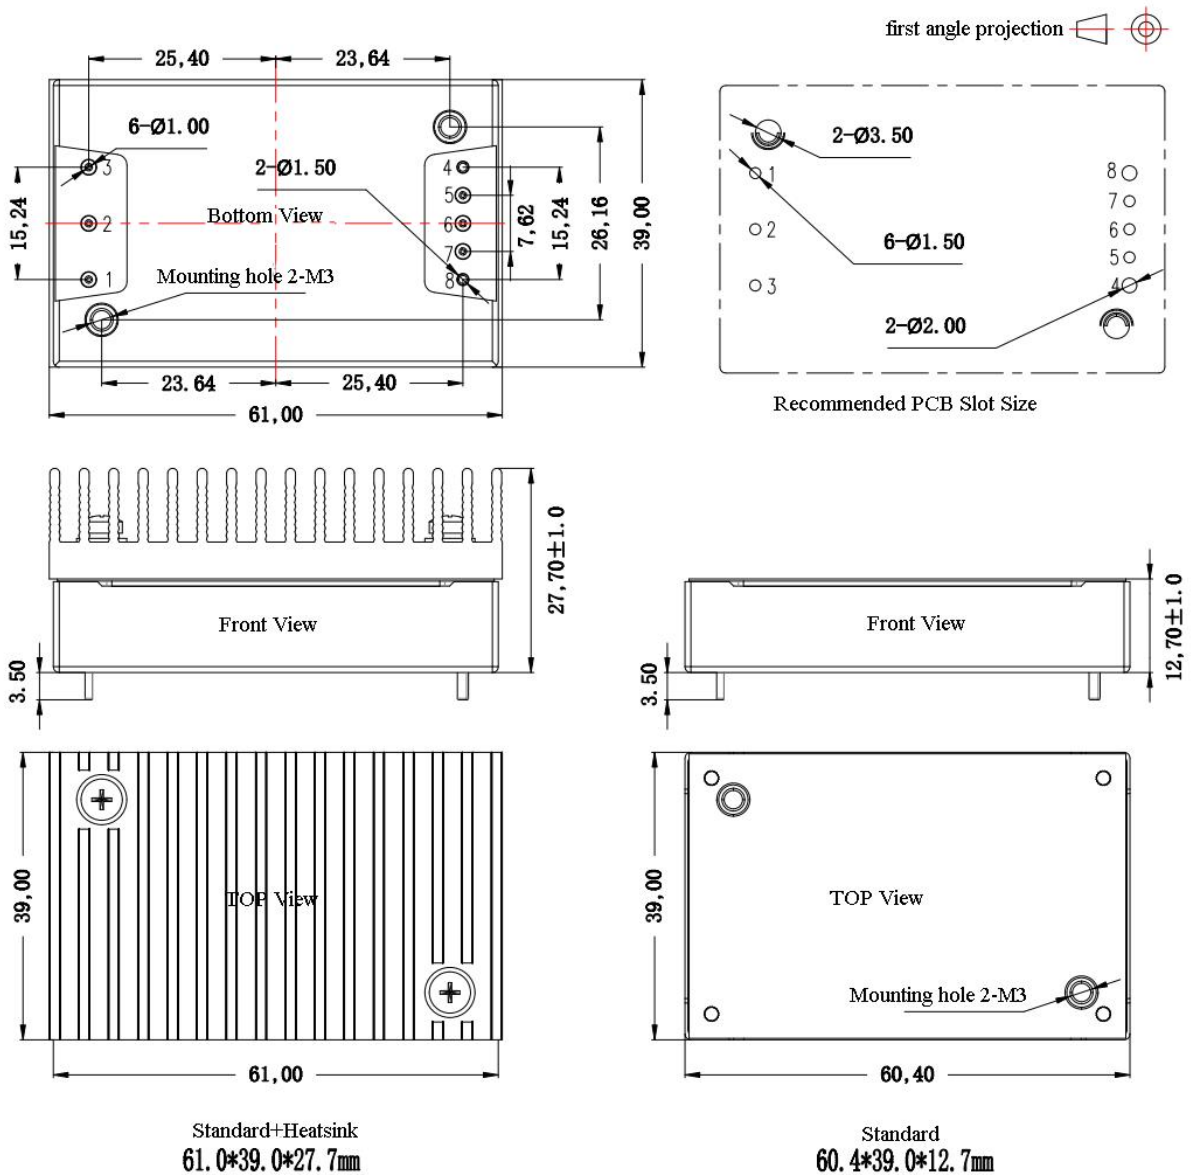 first angle projection
25,40
23,64
6-Ø1.00
2-Ø1.50
3
2
1
4
5
6
7
8
15,24
Bottom View
Mounting hole 2-M3
7,62
15,24
26,16
39,00
23.64
25,40
61,00
2-Ø3.50
1
2
3
8
7
6
5
4
6-Ø1.50
2-Ø2.00
Recommended PCB Slot Size
Front View
27,70±1.0
3.50
Front View
12,70±1.0
3.50
39,00
TOP View
61,00
39,00
TOP View
Mounting hole 2-M3
60,40
Standard+Heatsink
61.0*39.0*27.7mm
Standard
60.4*39.0*12.7mm